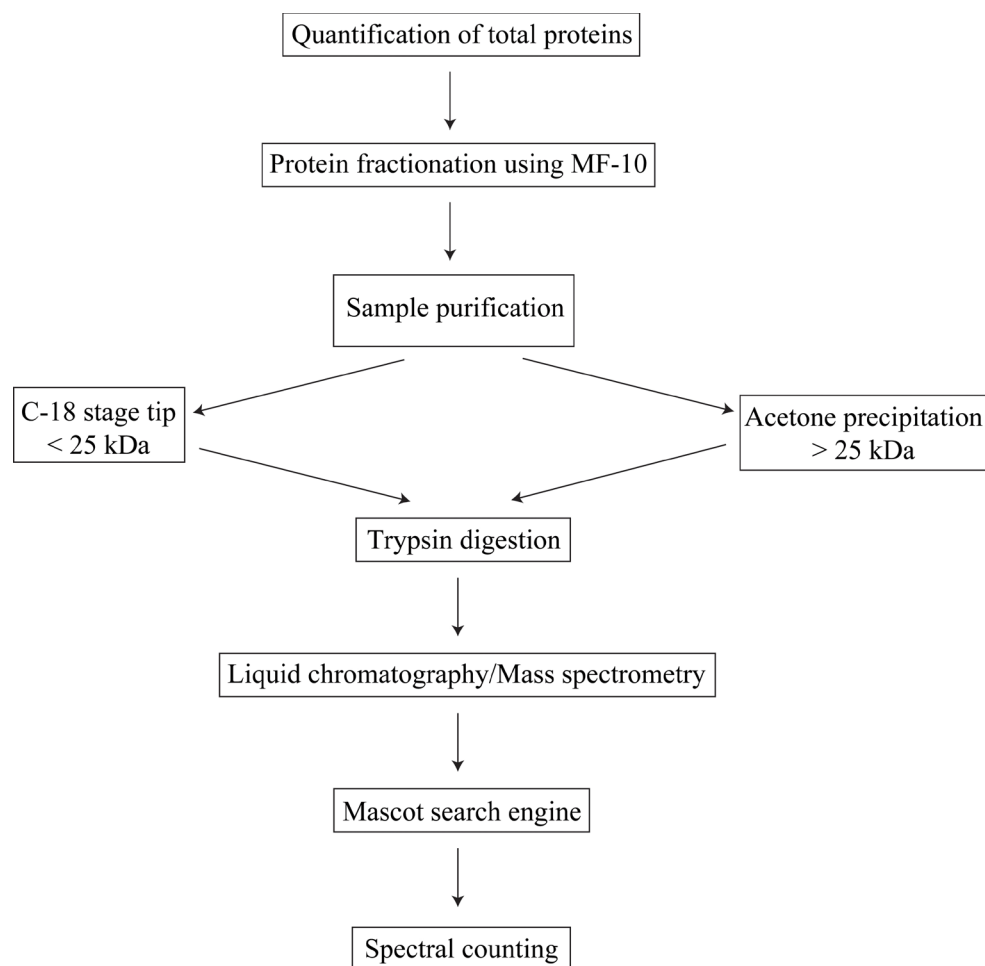 Quantification of total proteins
Protein fractionation using MF-10
Sample purification
C-18 stage tip
< 25 kDa
Acetone precipitation
> 25 kDa
Trypsin digestion
Liquid chromatography/Mass spectrometry
Mascot search engine
Spectral counting